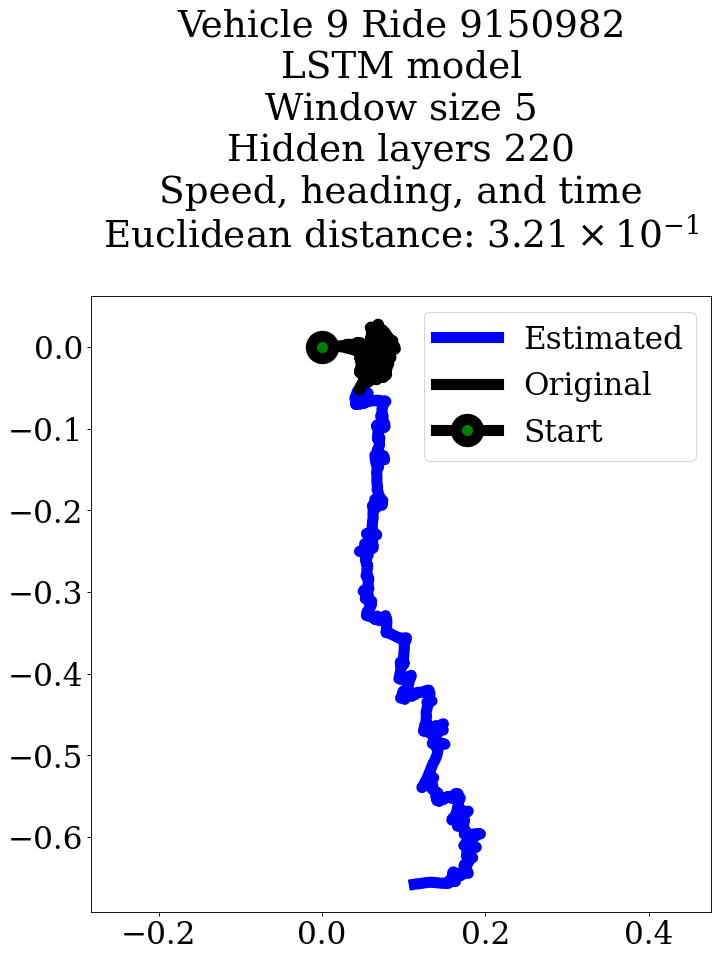 Vehicle 9 Ride 9150982
LSTM model
Window size 5
Hidden layers 220
Speed, heading, and time
Euclidean distance: 3.21 × 10⁻¹
Estimated
Original
Start
0.0
−0.1
−0.2
−0.3
−0.4
−0.5
−0.6
−0.2 0.0 0.2 0.4